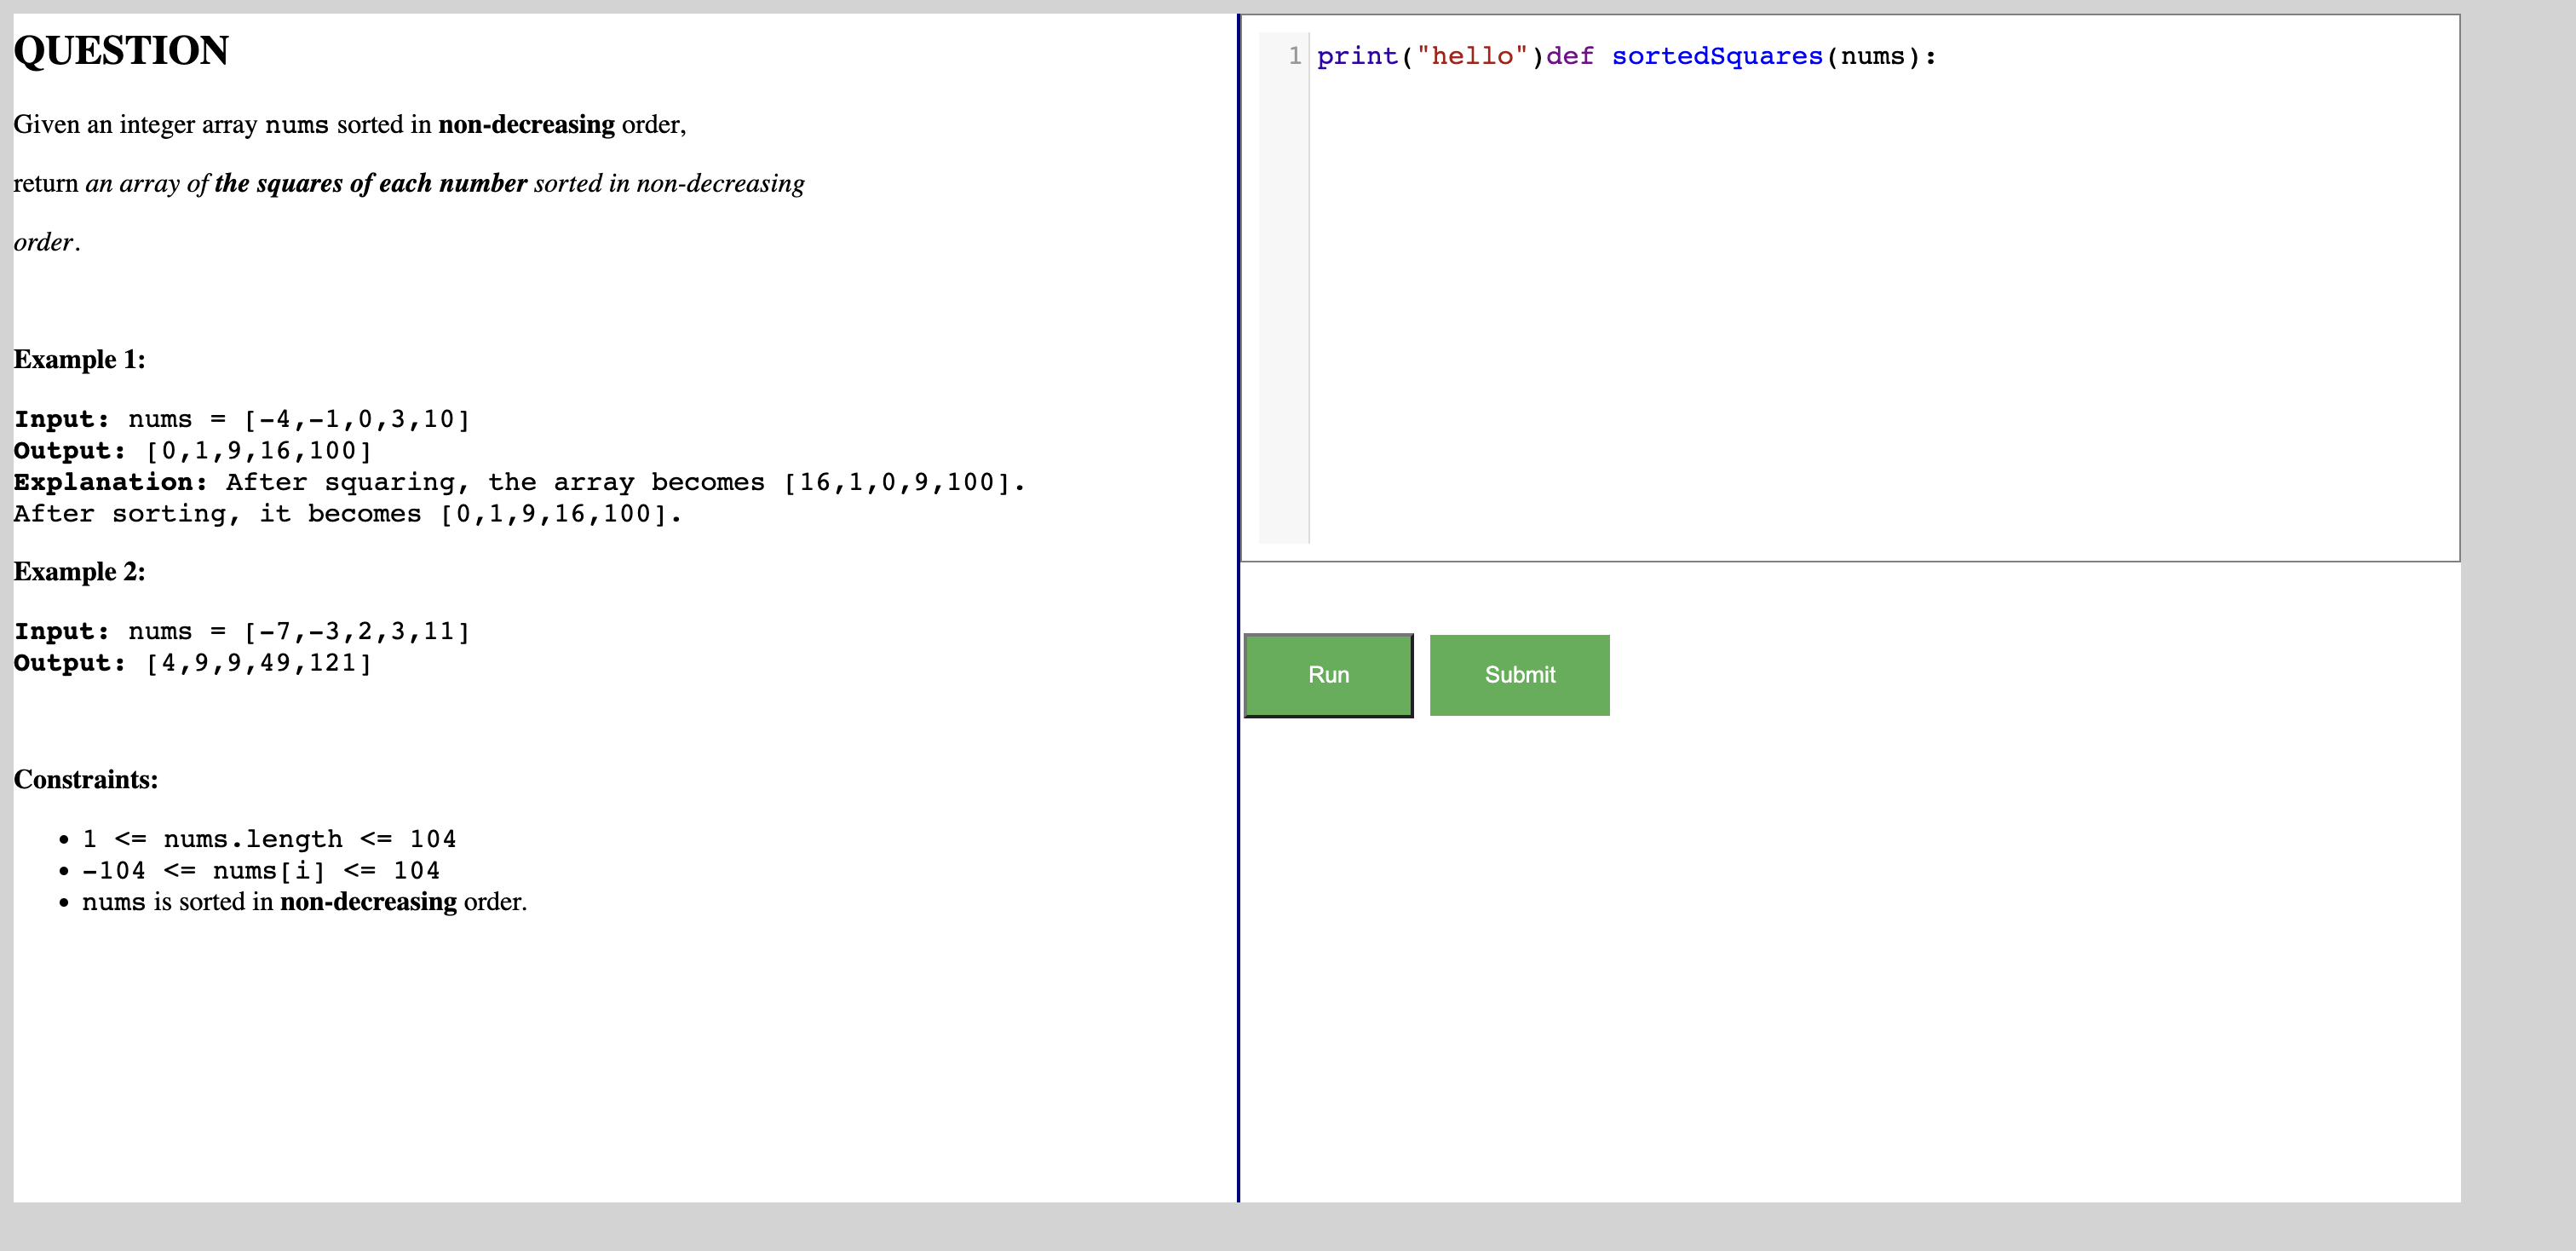 QUESTION
Given an integer array nums sorted in non-decreasing order,
return an array of the squares of each number sorted in non-decreasing
order.
Example 1:
Input: nums = [-4,-1,0,3,10]
Output: [0,1,9,16,100]
Explanation: After squaring, the array becomes [16,1,0,9,100].
After sorting, it becomes [0,1,9,16,100].
Example 2:
Input: nums = [-7,-3,2,3,11]
Output: [4,9,9,49,121]
Constraints:
• 1 <= nums.length <= 104
• -104 <= nums[i] <= 104
• nums is sorted in non-decreasing order.
1 print("hello")def sortedSquares(nums):
Run Submit